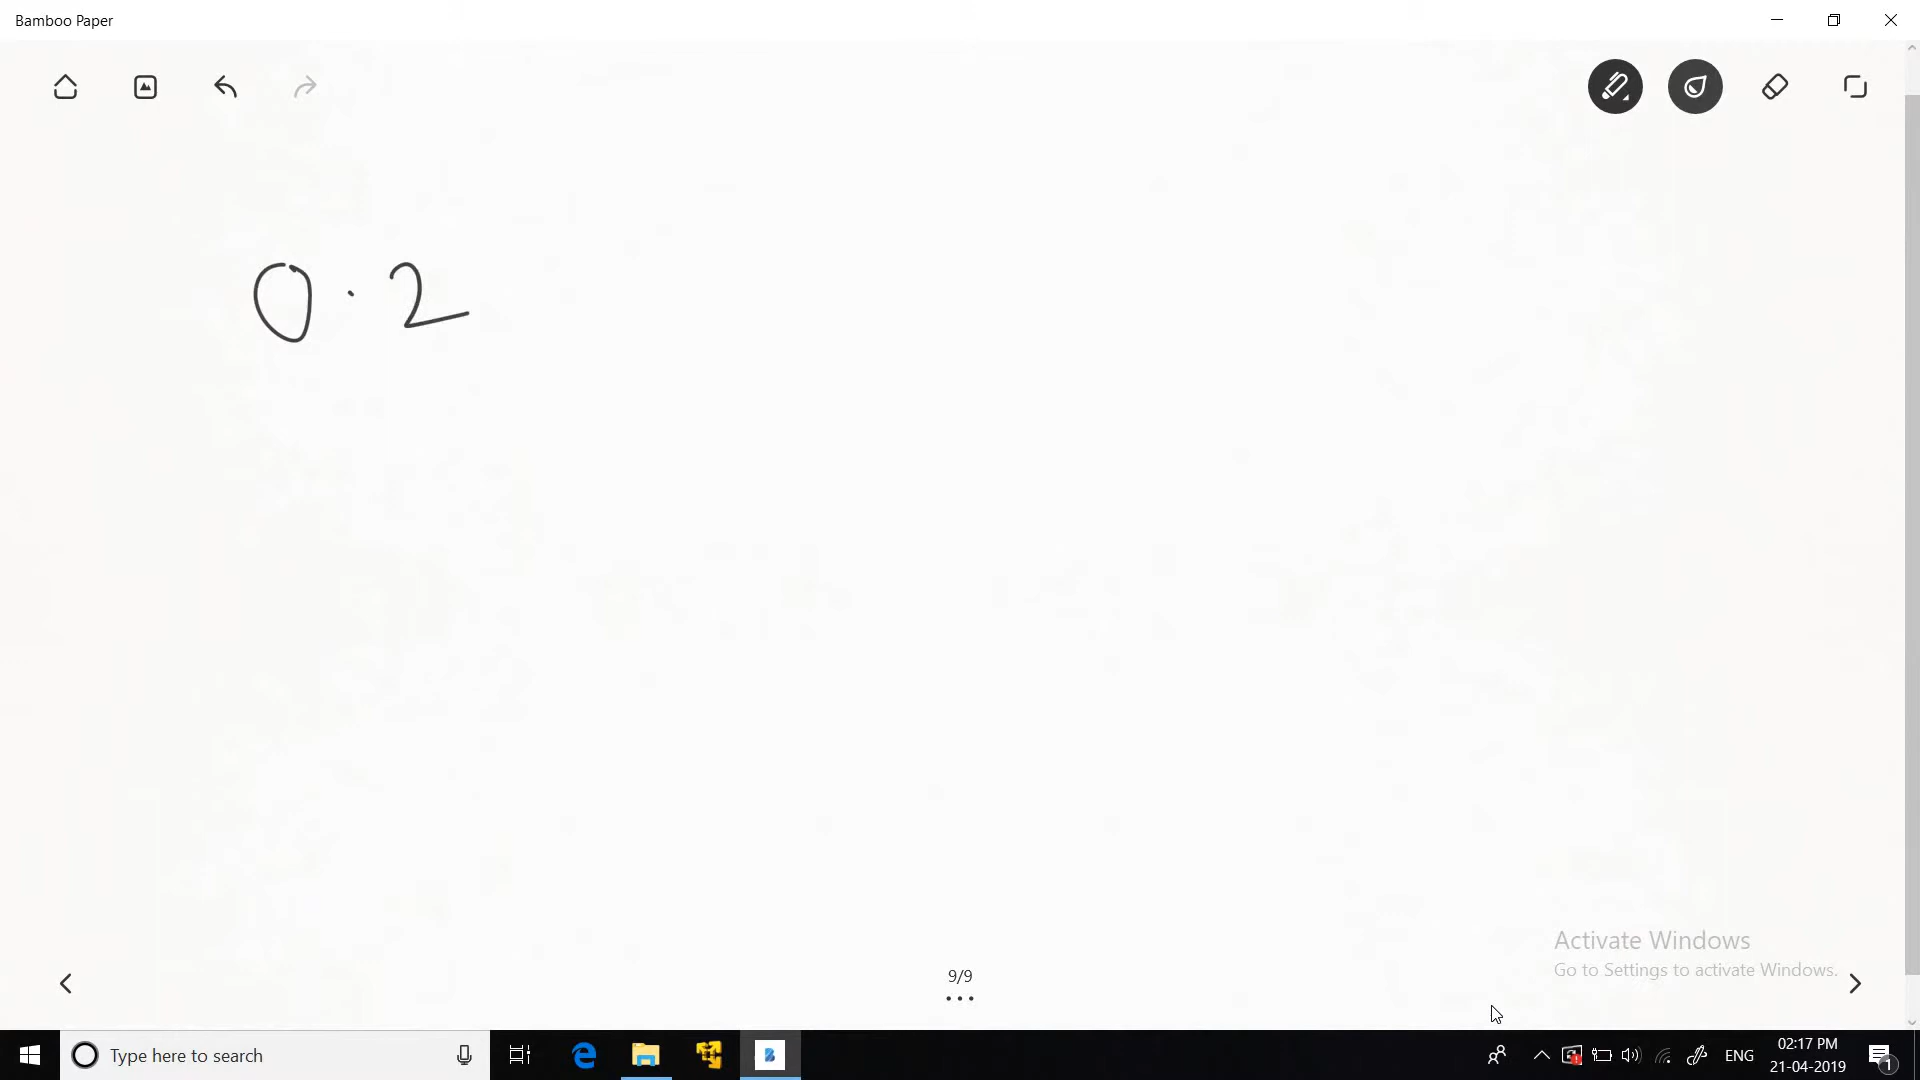 Bamboo Paper
0.2
Activate Windows
Go to Settings to activate Windows.
9/9
Type here to search
ENG
02:17 PM
21-04-2019
1